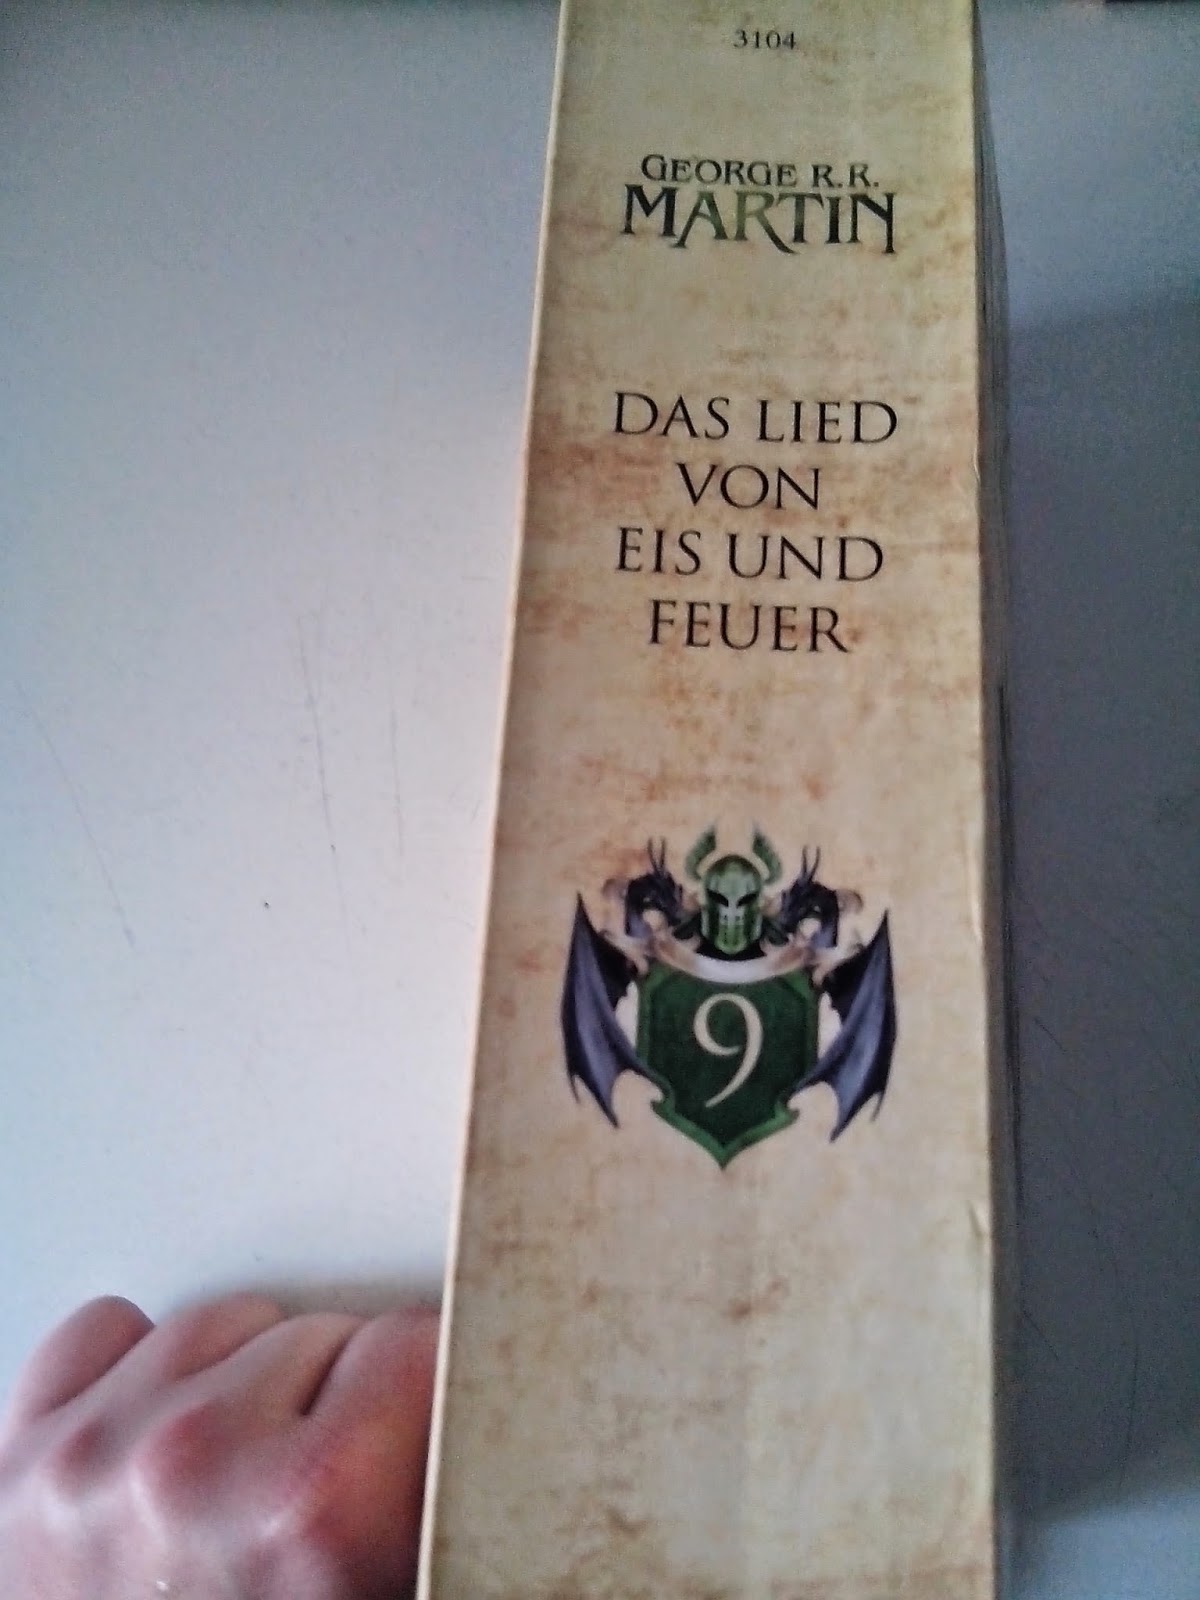 3104
GEORGE R.R.
MARTIN
DAS LIED
VON
EIS UND
FEUER
9